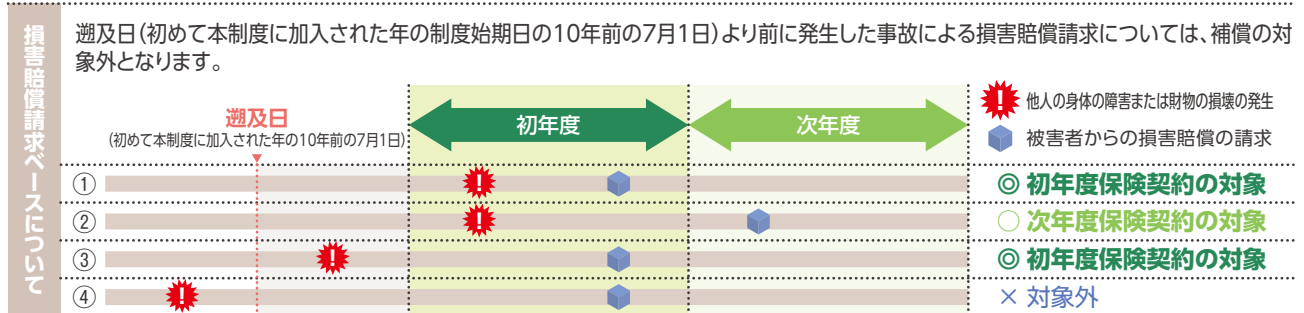 損害賠償請求ベースについて
遡及日(初めて本制度に加入された年の制度始期日の10年前の7月1日)より前に発生した事故による損害賠償請求については、補償の対
象外となります。
遡及日
(初めて本制度に加入された年の10年前の7月1日)
初年度
次年度
! 他人の身体の障害または財物の損壊の発生
被害者からの損害賠償の請求
① ! ◎ 初年度保険契約の対象
② ! ○ 次年度保険契約の対象
③ ! ◎ 初年度保険契約の対象
④ ! × 対象外